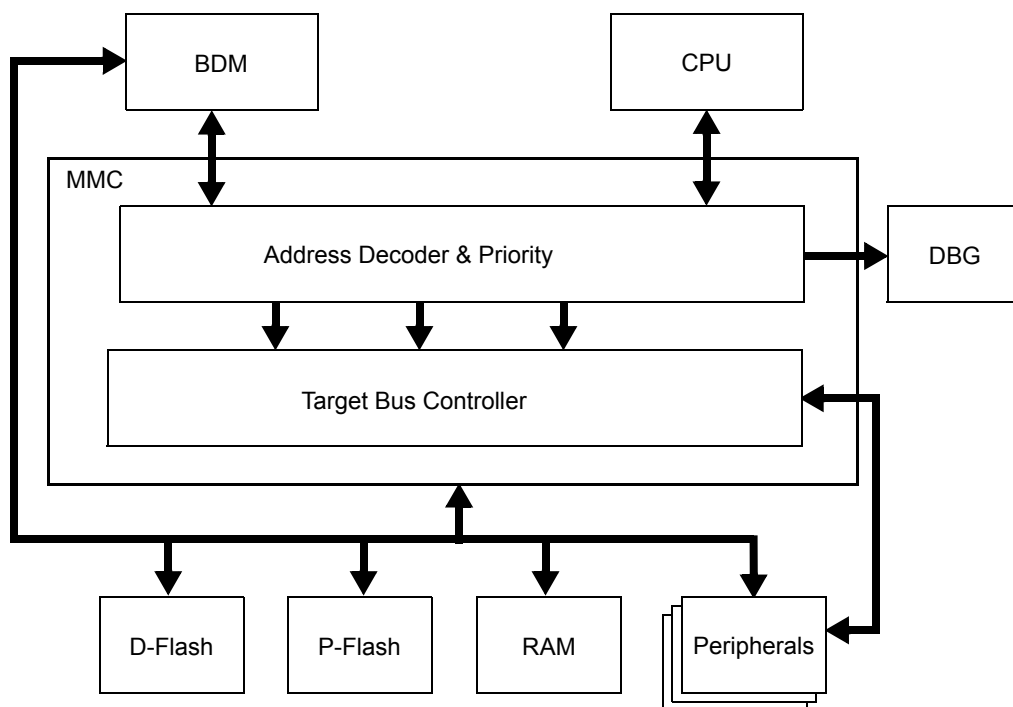 BDM
CPU
MMC
Address Decoder & Priority
DBG
Target Bus Controller
D-Flash
P-Flash
RAM
Peripherals